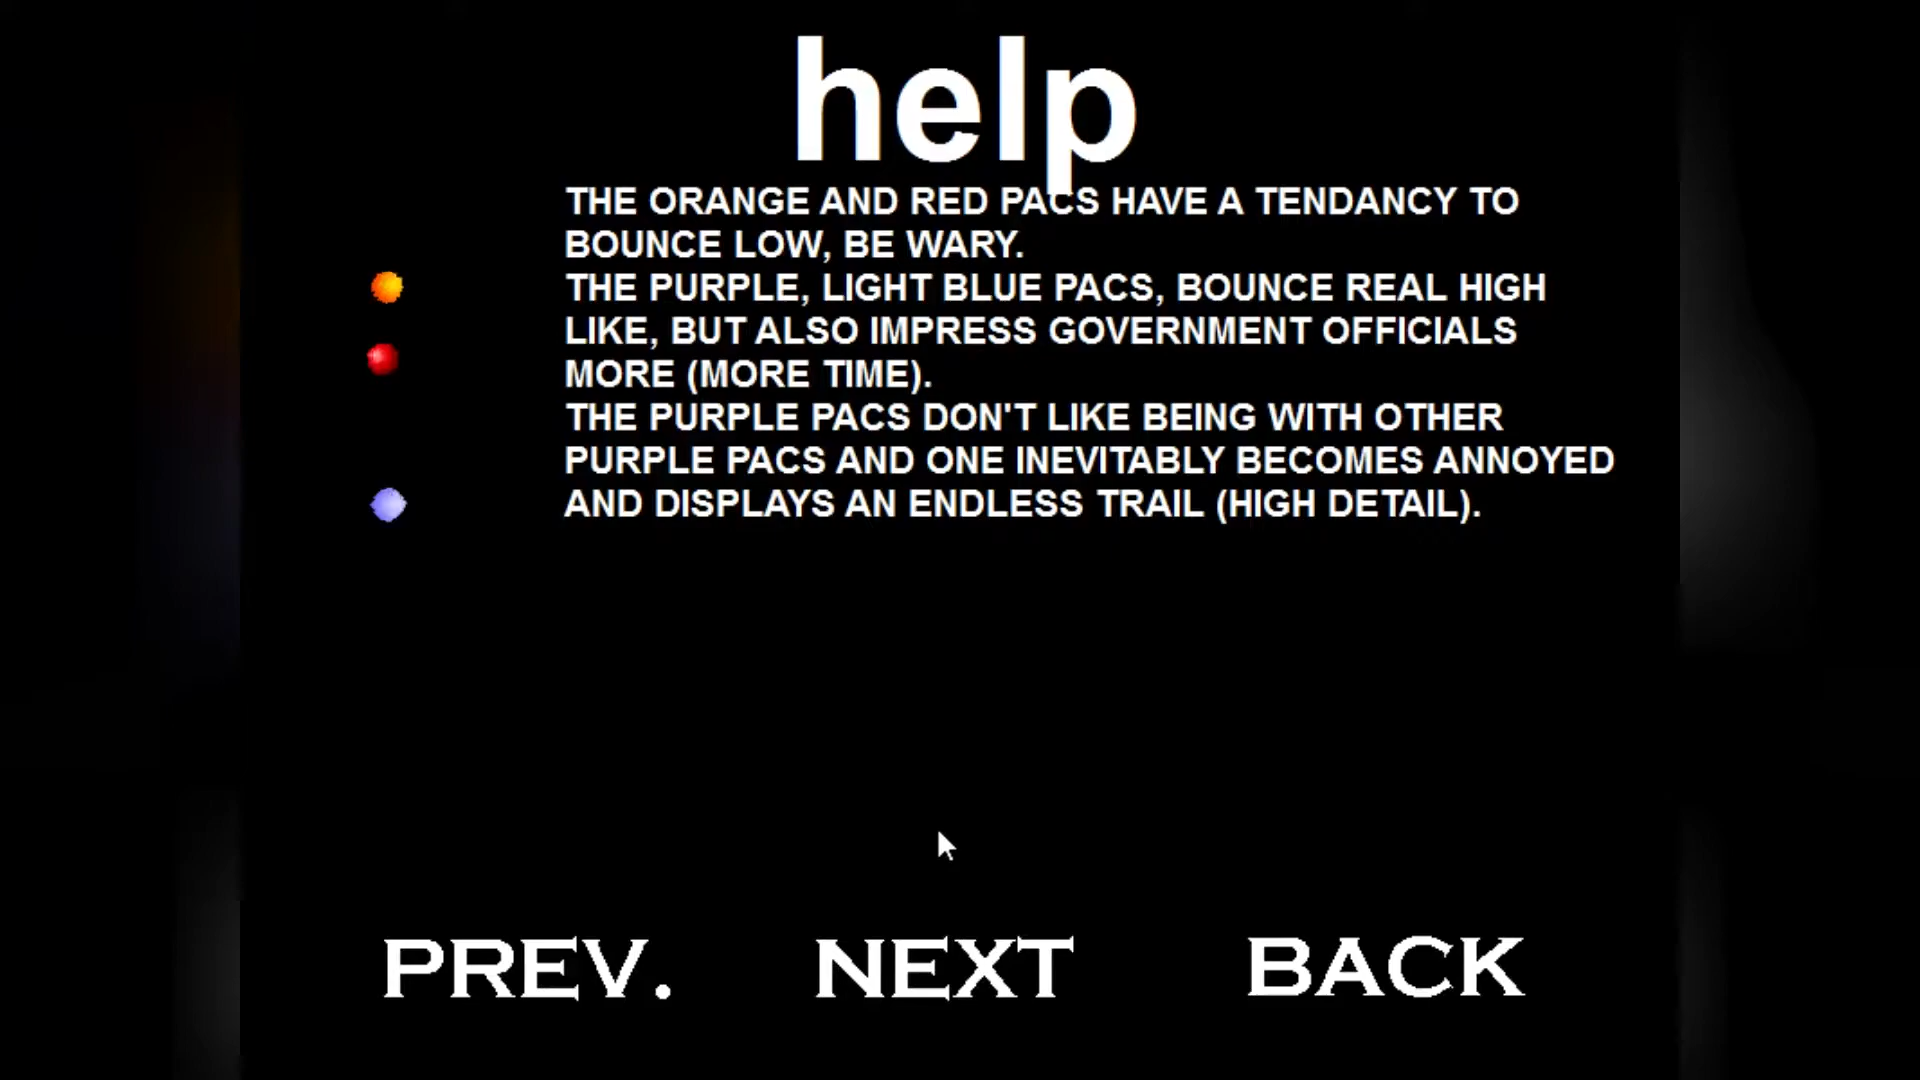 help
THE ORANGE AND RED PACS HAVE A TENDANCY TO
BOUNCE LOW, BE WARY.
THE PURPLE, LIGHT BLUE PACS, BOUNCE REAL HIGH
LIKE, BUT ALSO IMPRESS GOVERNMENT OFFICIALS
MORE (MORE TIME).
THE PURPLE PACS DON'T LIKE BEING WITH OTHER
PURPLE PACS AND ONE INEVITABLY BECOMES ANNOYED
AND DISPLAYS AN ENDLESS TRAIL (HIGH DETAIL).
PREV. NEXT BACK